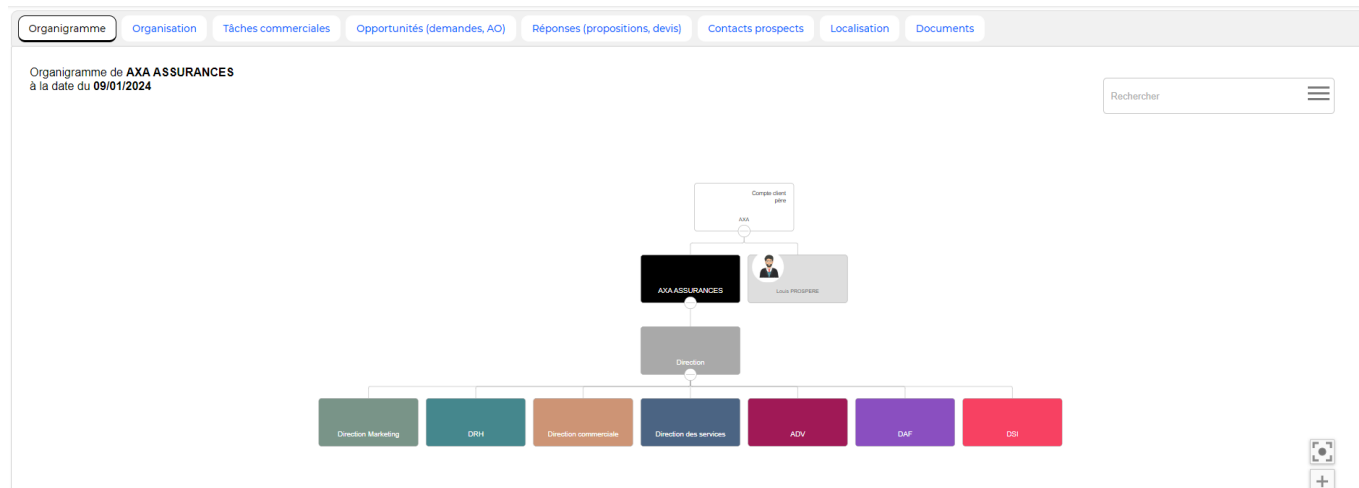 Organigramme Organisation Tâches commerciales Opportunités (demandes, AO) Réponses (propositions, devis) Contacts prospects Localisation Documents
Organigramme de AXA ASSURANCES
à la date du 09/01/2024
Rechercher
Compte client
père
AXA
AXA ASSURANCES
Louis PROSPERE
Direction
Direction Marketing
DRH
Direction commerciale
Direction des services
ADV
DAF
DSI